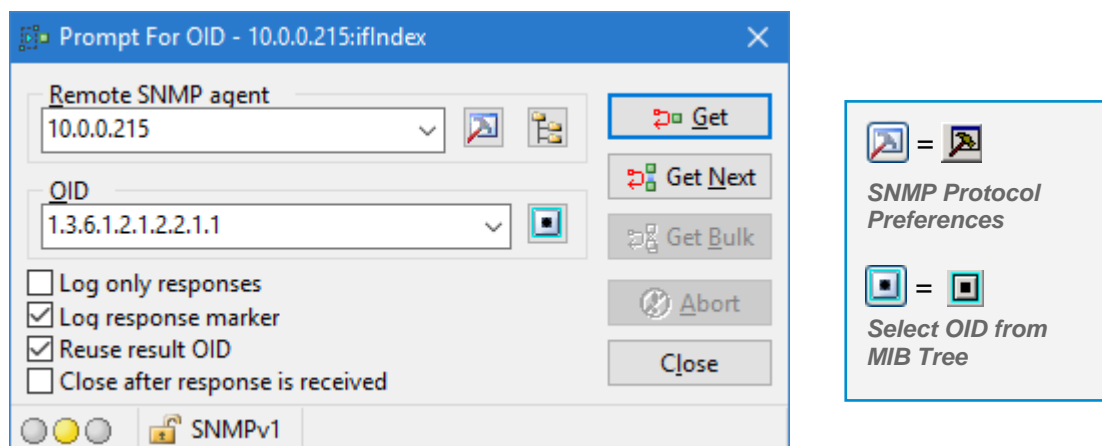 Prompt For OID - 10.0.0.215:ifIndex
Remote SNMP agent
10.0.0.215
OID
1.3.6.1.2.1.2.2.1.1
Log only responses
Log response marker
Reuse result OID
Close after response is received
Get
Get Next
Get Bulk
Abort
Close
SNMPv1
=
SNMP Protocol
Preferences
=
Select OID from
MIB Tree